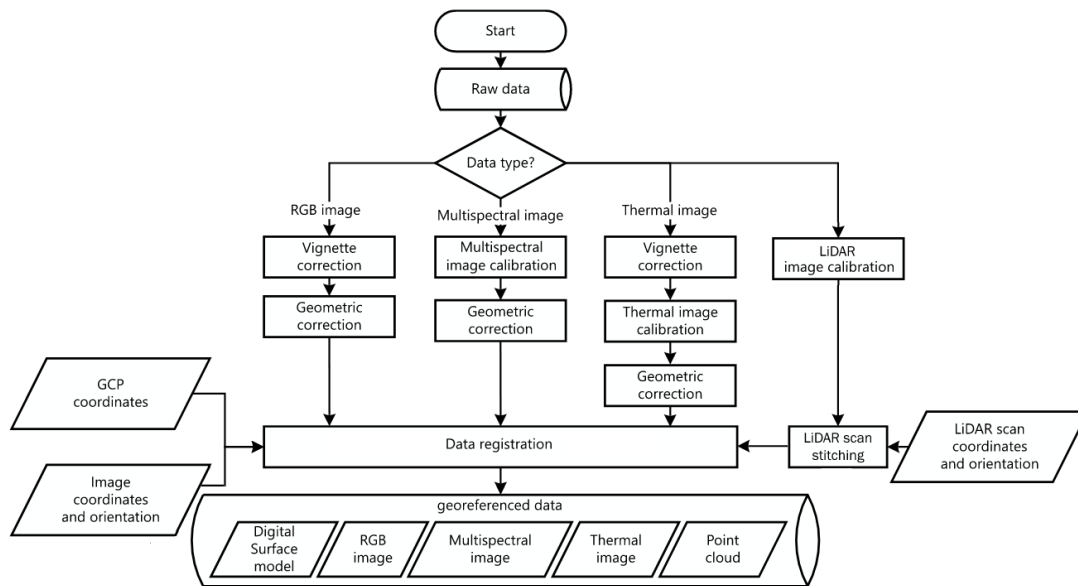 Start
Raw data
Data type?
RGB image
Multispectral image
Thermal image
Vignette
correction
Multispectral
image calibration
Vignette
correction
LiDAR
image calibration
Geometric
correction
Geometric
correction
Thermal image
calibration
Geometric
correction
GCP
coordinates
Image
coordinates
and orientation
Data registration
LiDAR scan
stitching
LiDAR scan
coordinates
and orientation
georeferenced data
Digital
Surface
model
RGB
image
Multispectral
image
Thermal
image
Point
cloud